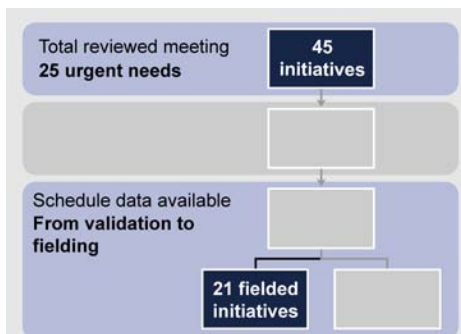 Total reviewed meeting
25 urgent needs
45
initiatives
Schedule data available
From validation to
fielding
21 fielded
initiatives